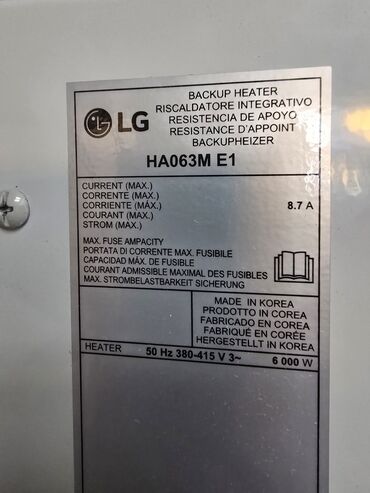 LG
BACKUP HEATER
RISCALDATORE INTEGRATIVO
RESISTENCIA DE APOYO
RESISTANCE D'APPOINT
BACKUPHEIZER
HA063M E1
CURRENT (MAX.)
CORRENTE (MAX.)
CORRIENTE (MÁX.) 8.7 A
COURANT (MAX.)
STROM (MAX.)
MAX. FUSE AMPACITY
PORTATA DI CORRENTE MAX. FUSIBILE
CAPACIDAD MÁX. DE FUSIBLE
COURANT ADMISSIBLE MAXIMAL DES FUSIBLES
MAX. STROMBELASTBARKEIT SICHERUNG
MADE IN KOREA
PRODOTTO IN COREA
FABRICADO EN COREA
FABRIQUÉ EN CORÉE
HERGESTELLT IN KOREA
HEATER 50 Hz 380-415 V 3~ 6 000 W